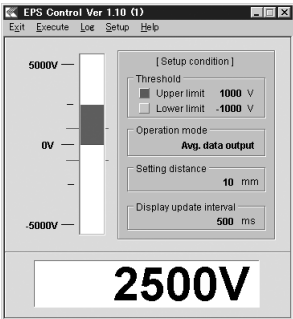 EPS Control Ver 1.10 (1)
Exit Execute Log Setup Help
5000V
0V
-5000V
[Setup condition]
Threshold
Upper limit 1000 V
Lower limit -1000 V
Operation mode
Avg. data output
Setting distance
10 mm
Display update interval
500 ms
2500V